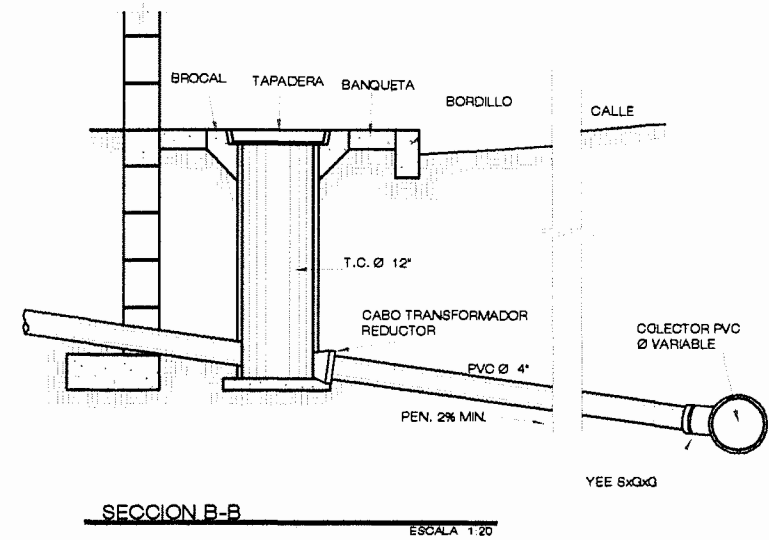 BROCAL
TAPADERA
BANQUETA
BORDILLO
CALLE
T.C. Ø 12"
CABO TRANSFORMADOR
REDUCTOR
COLECTOR PVC
Ø VARIABLE
PVC Ø 4"
PEN. 2% MIN.
YEE
SECCION B-B
ESCALA 1:20